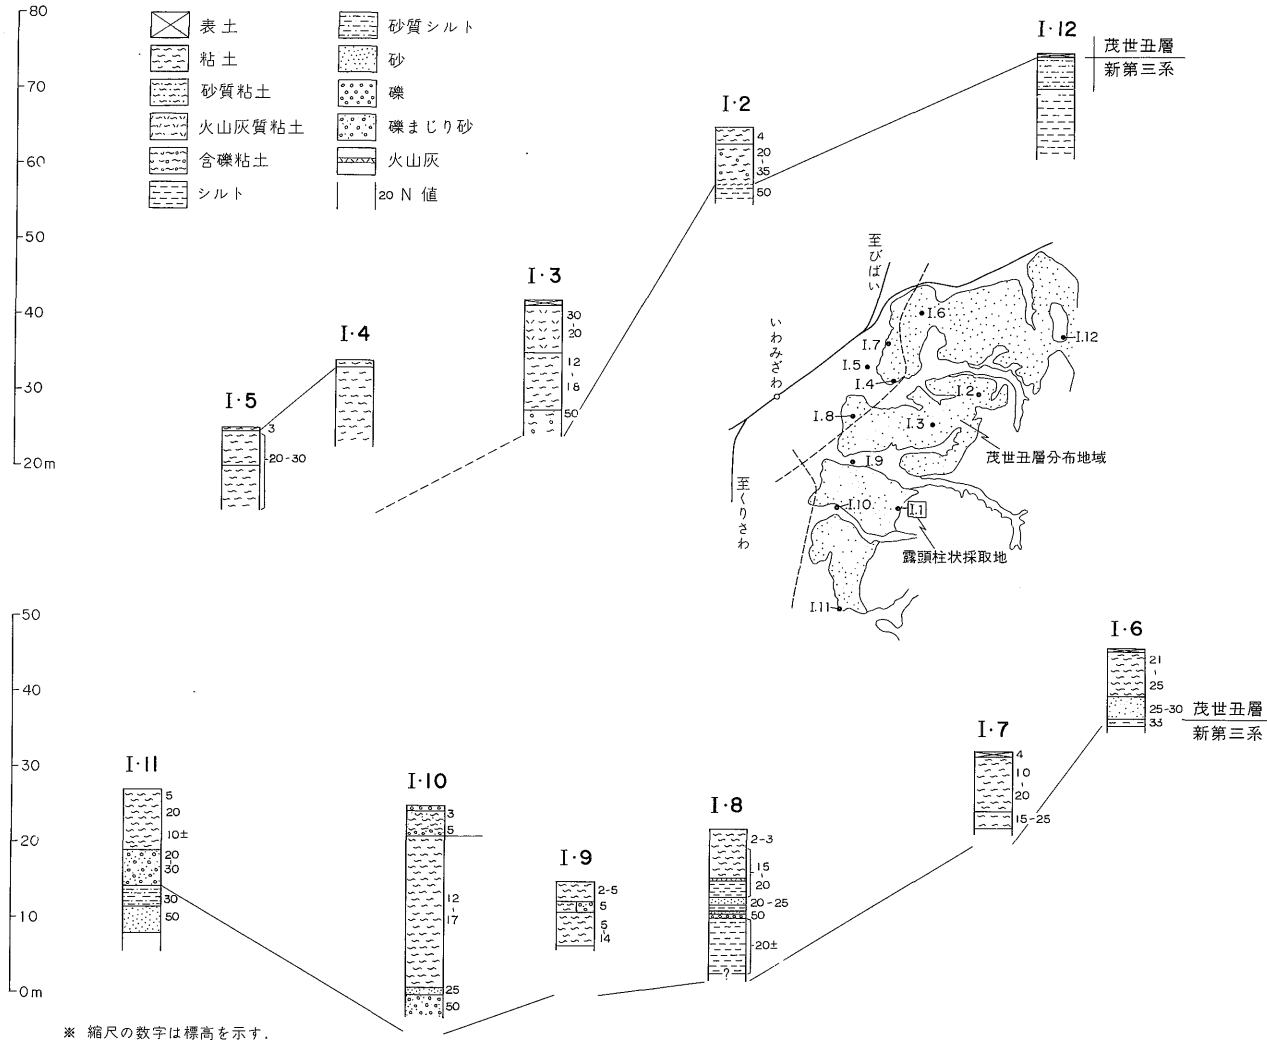 80
70
60
50
40
30
20m
表土
粘土
砂質粘土
火山灰質粘土
含礫粘土
シルト
砂質シルト
砂
礫
礫まじり砂
火山灰
20 N 値
I・5
3
20-30
I・4
I・3
30
20
12
18
50
I・2
4
20
35
50
I・12
茂世丑層
新第三系
至びばい
いわみざわ
至くりさわ
I.6
I.7
I.5
I.4
I.12
I.2
I.8
I.3
I.9
I.10
I.1
I.11
茂世丑層分布地域
露頭柱状採取地
50
40
30
20
10
0m
I・11
5
20
10±
20
30
30
50
I・10
3
5
12
17
25
50
I・9
2-5
5
5
14
I・8
2-3
15
20
20-25
50
20±
?
I・7
4
10
20
15-25
I・6
21
25
25-30
33
茂世丑層
新第三系
※ 縮尺の数字は標高を示す.